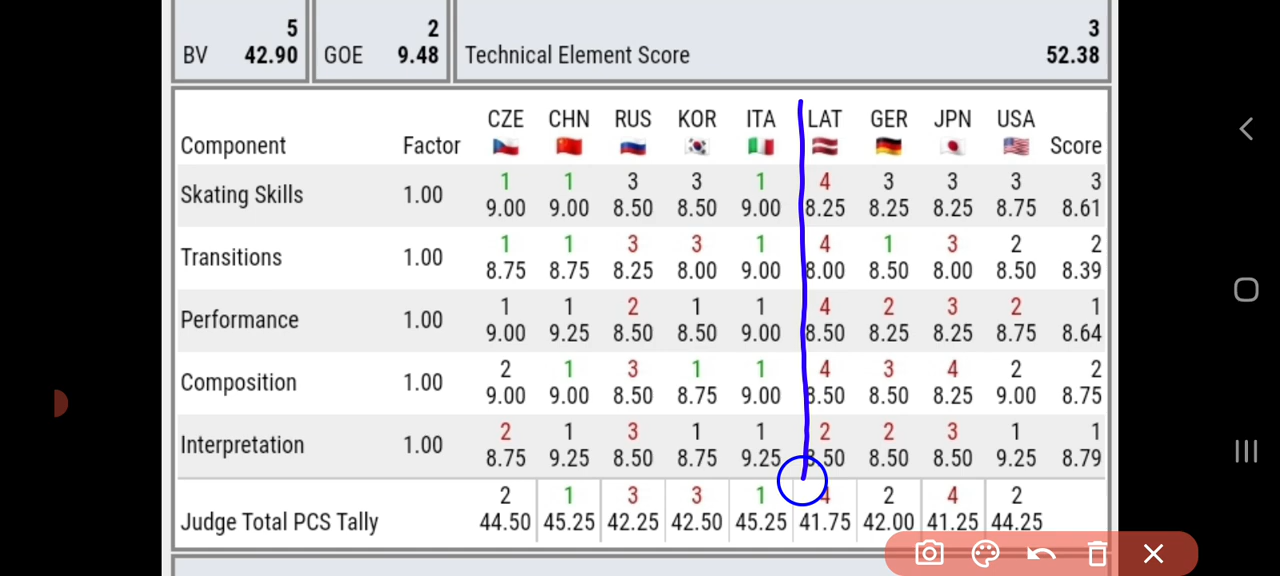 5 2 3
BV 42.90 GOE 9.48 Technical Element Score 52.38
CZE CHN RUS KOR ITA LAT GER JPN USA
Component Factor Score
1 1 3 3 1 4 3 3 3 3
Skating Skills 1.00 9.00 9.00 8.50 8.50 9.00 8.25 8.25 8.25 8.75 8.61
1 1 3 3 1 4 1 3 2 2
Transitions 1.00 8.75 8.75 8.25 8.00 9.00 8.00 8.50 8.00 8.50 8.39
1 1 2 1 1 4 2 3 2 1
Performance 1.00 9.00 9.25 8.50 8.50 9.00 8.50 8.25 8.25 8.75 8.64
2 1 3 1 1 4 3 4 2 2
Composition 1.00 9.00 9.00 8.50 8.75 9.00 8.50 8.50 8.25 9.00 8.75
2 1 3 1 1 2 2 3 1 1
Interpretation 1.00 8.75 9.25 8.50 8.75 9.25 8.50 8.50 8.50 9.25 8.79
2 1 3 3 1 4 2 4 2
Judge Total PCS Tally 44.50 45.25 42.25 42.50 45.25 41.75 42.00 41.25 44.25